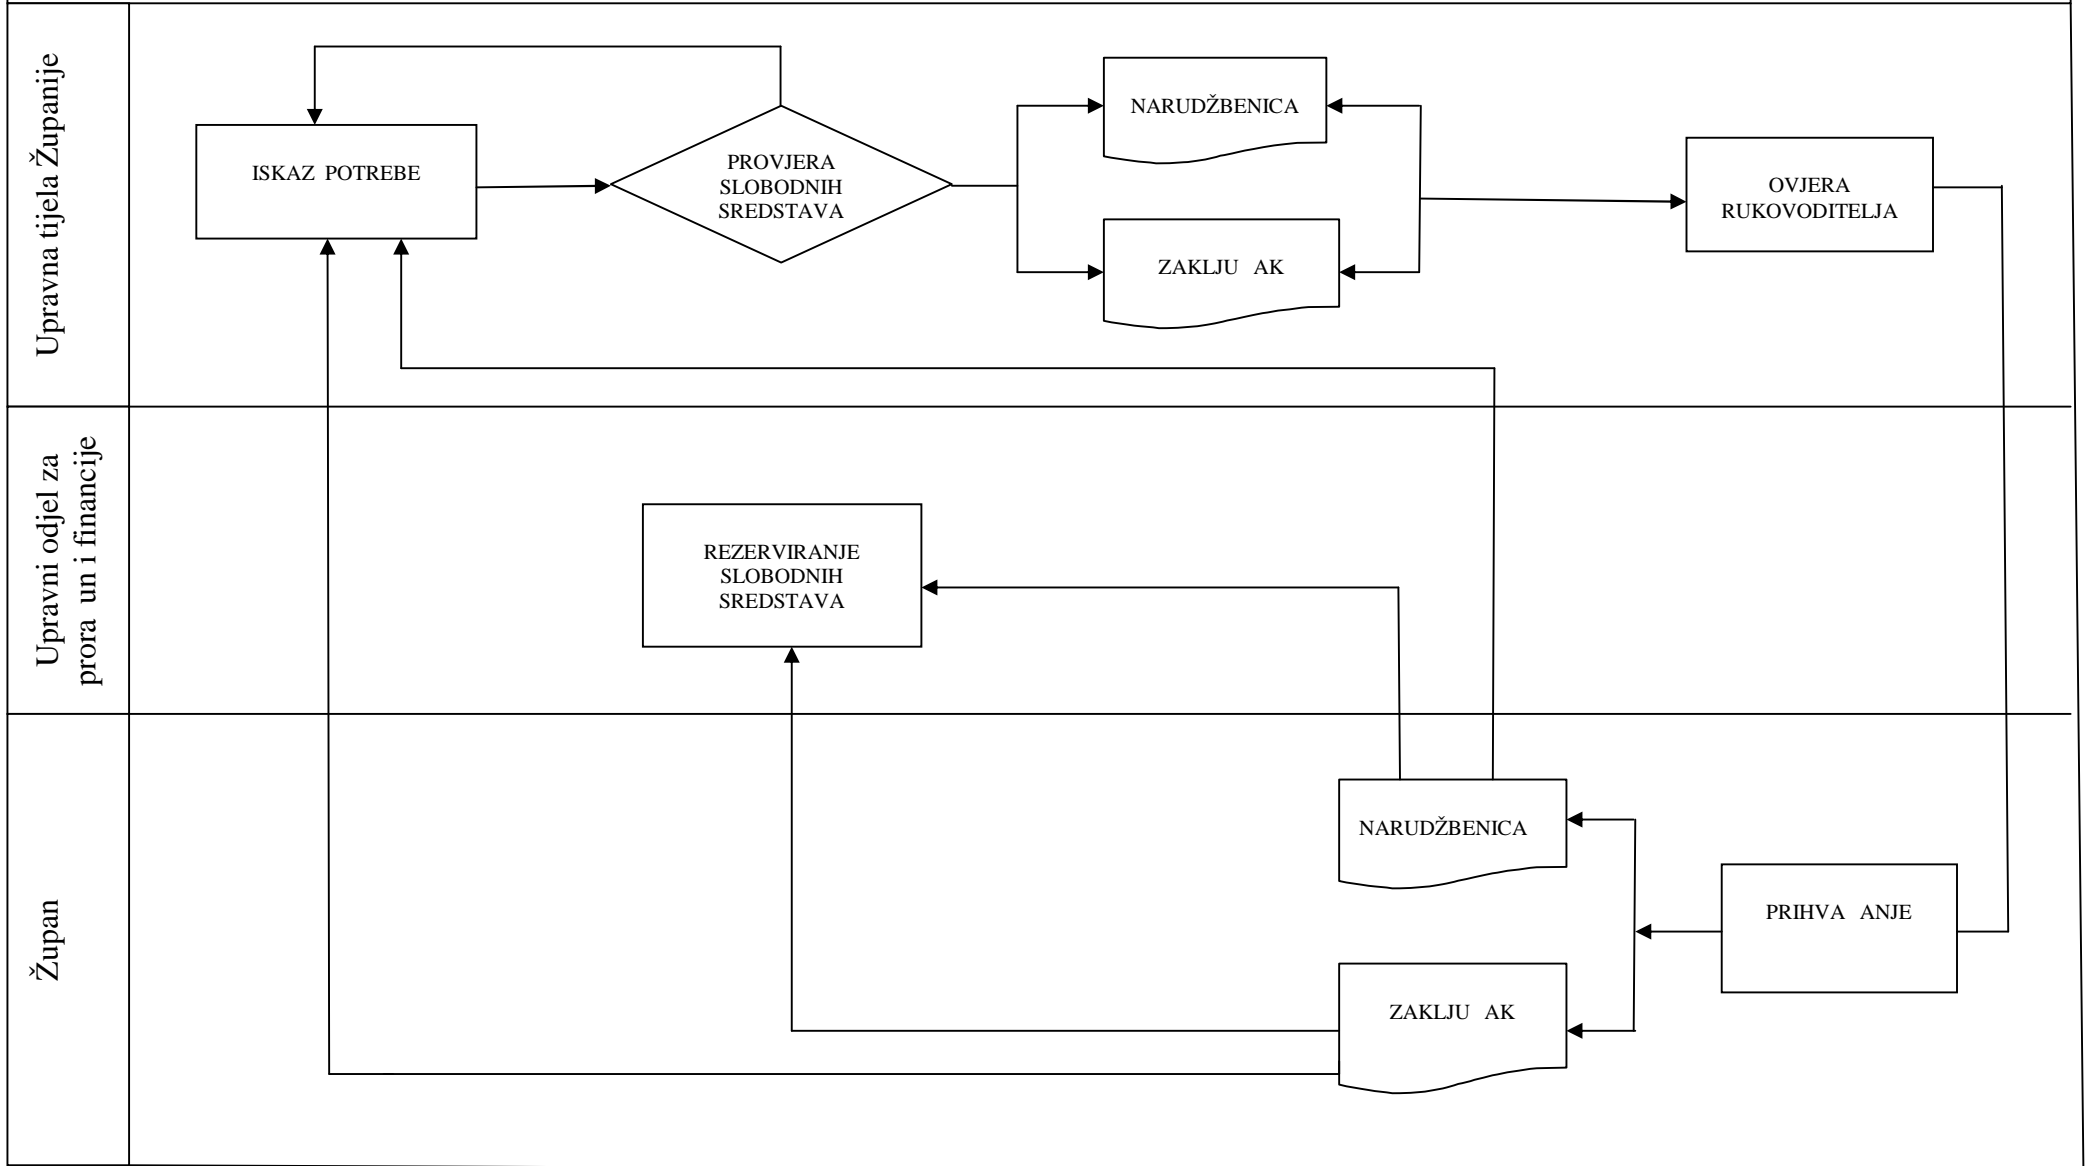 Upravna tijela Županije
ISKAZ POTREBE
PROVJERA
SLOBODNIH
SREDSTAVA
NARUDŽBENICA
ZAKLJU AK
OVJERA
RUKOVODITELJA
Upravni odjel za
prora un i financije
REZERVIRANJE
SLOBODNIH
SREDSTAVA
Župan
NARUDŽBENICA
ZAKLJU AK
PRIHVA ANJE